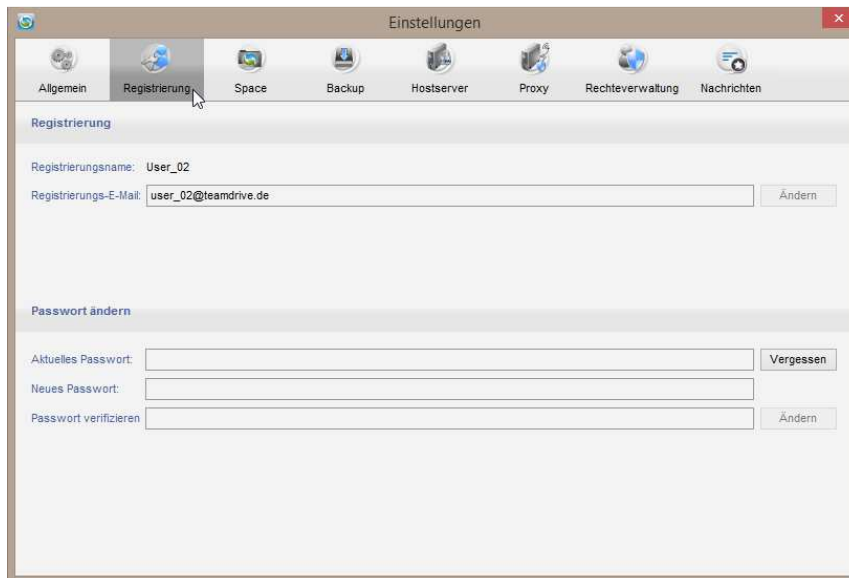 Einstellungen
Allgemein Registrierung Space Backup Hostserver Proxy Rechteverwaltung Nachrichten
Registrierung
Registrierungsname: User_02
Registrierungs-E-Mail: user_02@teamdrive.de Ändern
Passwort ändern
Aktuelles Passwort: Vergessen
Neues Passwort:
Passwort verifizieren Ändern